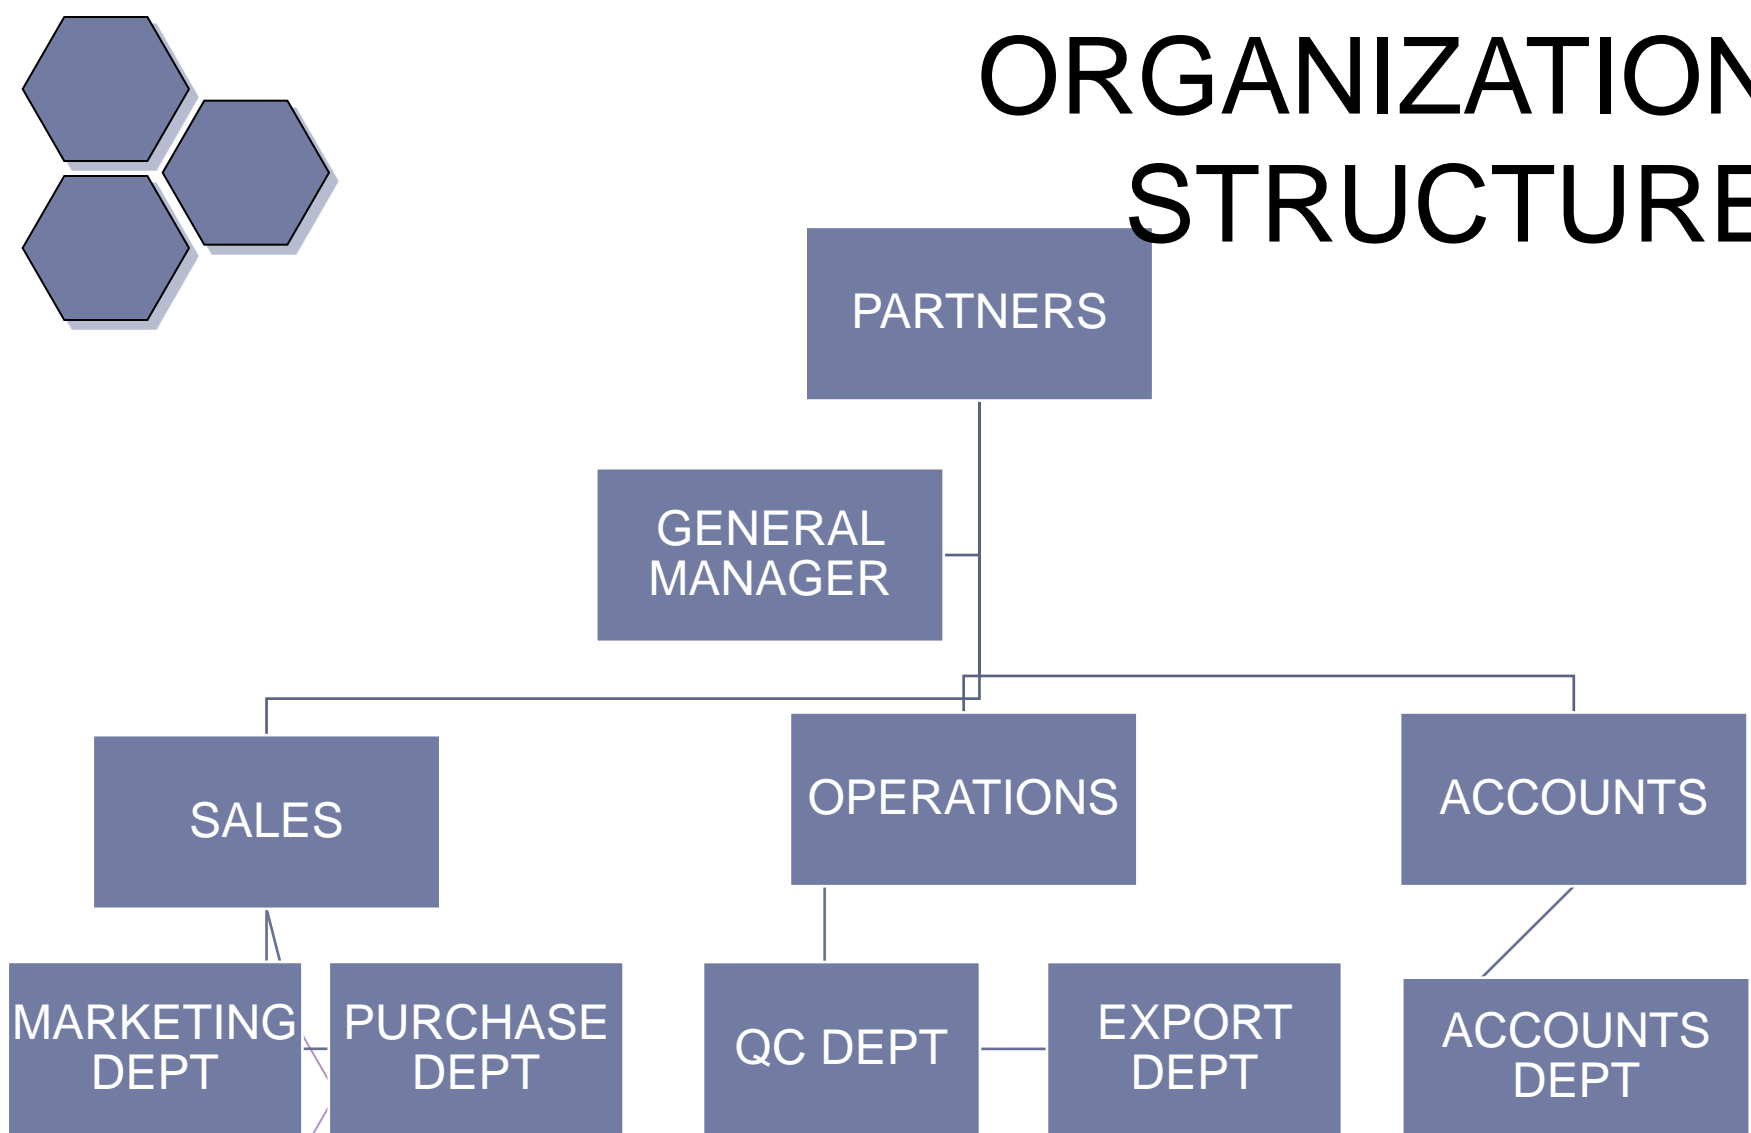 ORGANIZATION
STRUCTURE
PARTNERS
GENERAL
MANAGER
SALES
OPERATIONS
ACCOUNTS
MARKETING
DEPT
PURCHASE
DEPT
QC DEPT
EXPORT
DEPT
ACCOUNTS
DEPT